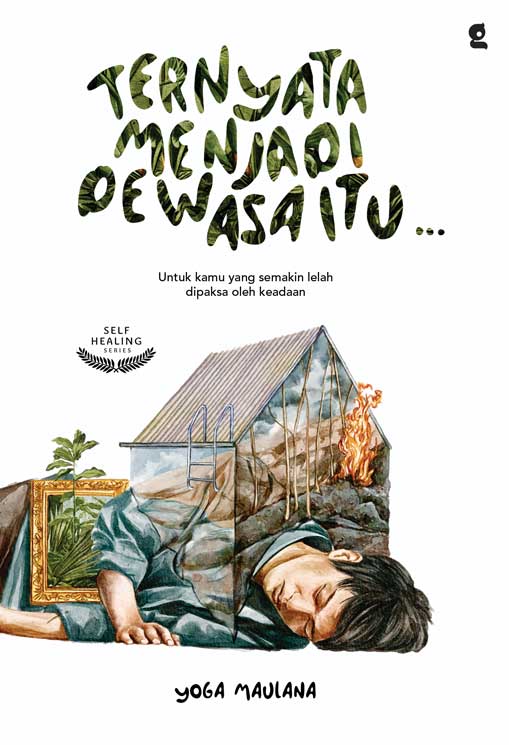 g
TERNYATA
MENJADI
DEWASA ITU...
Untuk kamu yang semakin lelah
dipaksa oleh keadaan
SELF
HEALING
SERIES
YOGA MAULANA